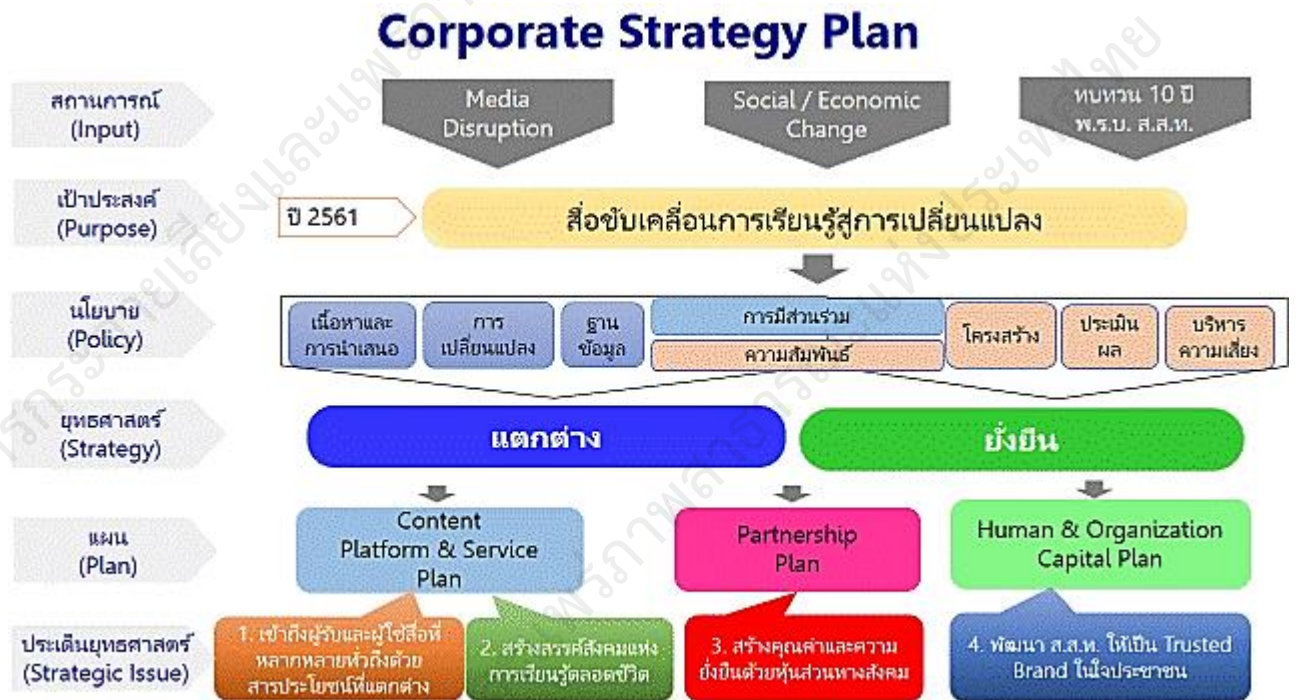 Corporate Strategy Plan
สถานการณ์
(Input)
Media
Disruption
Social / Economic
Change
ทบทวน 10 ปี
พ.ร.บ. ส.ส.ท.
เป้าประสงค์
(Purpose)
ปี 2561
สื่อขับเคลื่อนการเรียนรู้สู่การเปลี่ยนแปลง
นโยบาย
(Policy)
เนื้อหาและ
การนำเสนอ
การ
เปลี่ยนแปลง
ฐาน
ข้อมูล
การมีส่วนร่วม
ความสัมพันธ์
โครงสร้าง
ประเมิน
ผล
บริหาร
ความเสี่ยง
ยุทธศาสตร์
(Strategy)
แตกต่าง
ยั่งยืน
แผน
(Plan)
Content
Platform & Service
Plan
Partnership
Plan
Human & Organization
Capital Plan
ประเด็นยุทธศาสตร์
(Strategic Issue)
1. เข้าถึงผู้รับและผู้ใช้สื่อที่
หลากหลายทั่วถึงด้วย
สารประโยชน์ที่แตกต่าง
2. สร้างสรรค์สังคมแห่ง
การเรียนรู้ตลอดชีวิต
3. สร้างคุณค่าและความ
ยั่งยืนด้วยหุ้นส่วนทางสังคม
4. พัฒนา ส.ส.ท. ให้เป็น Trusted
Brand ในใจประชาชน